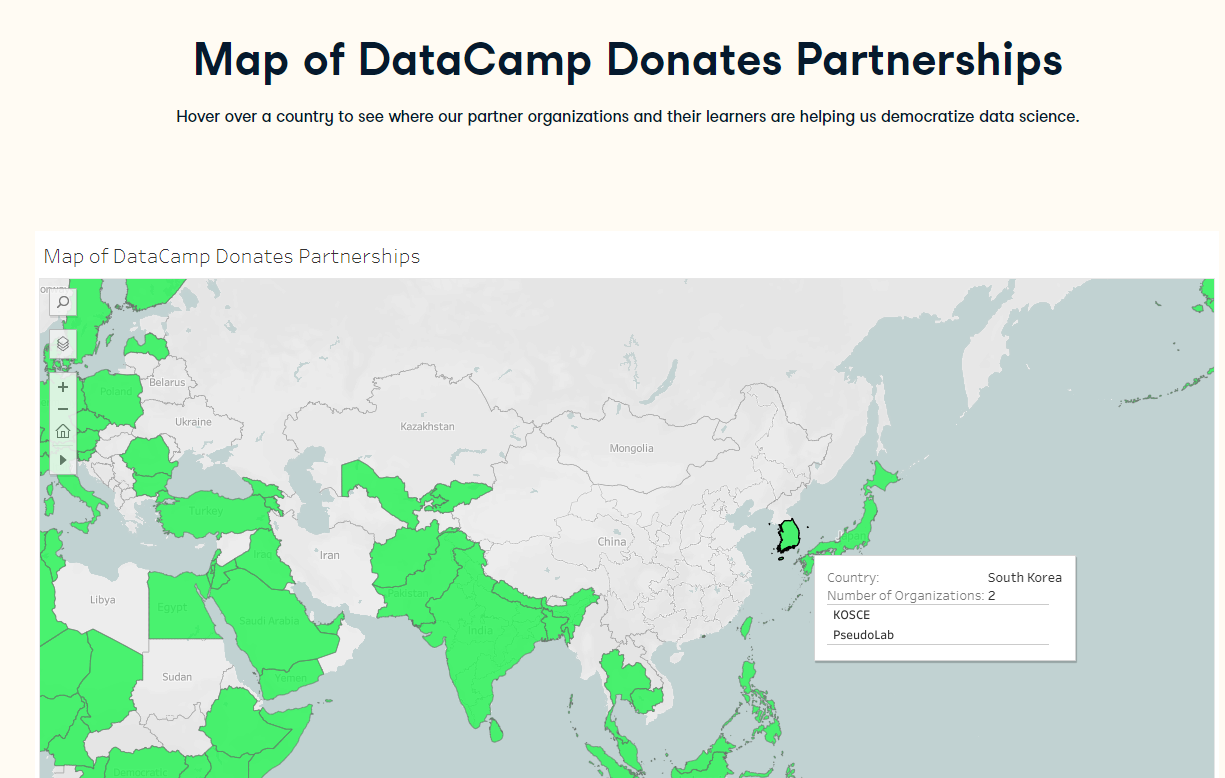 Map of DataCamp Donates Partnerships
Hover over a country to see where our partner organizations and their learners are helping us democratize data science.
Map of DataCamp Donates Partnerships
Belarus
Poland
Ukraine
Kazakhstan
Mongolia
Turkey
China
Japan
Iraq
Iran
Pakistan
Libya
Egypt
Saudi Arabia
India
Sudan
Yemen
Democratic
Country: South Korea
Number of Organizations: 2
KOSCE
PseudoLab